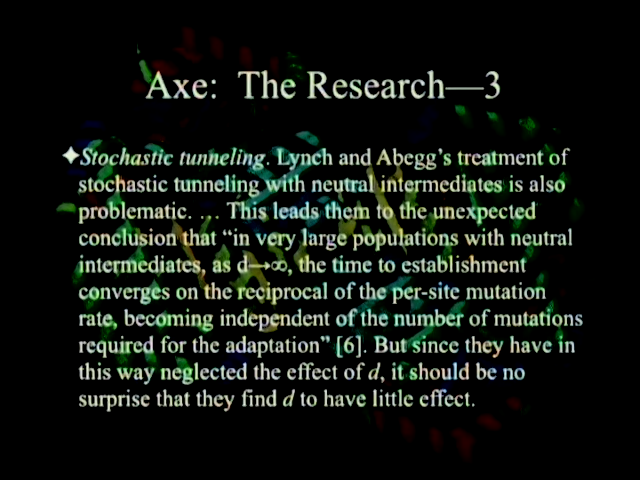 Axe: The Research—3
✦Stochastic tunneling. Lynch and Abegg's treatment of
stochastic tunneling with neutral intermediates is also
problematic. … This leads them to the unexpected
conclusion that “in very large populations with neutral
intermediates, as d→∞, the time to establishment
converges on the reciprocal of the per-site mutation
rate, becoming independent of the number of mutations
required for the adaptation” [6]. But since they have in
this way neglected the effect of d, it should be no
surprise that they find d to have little effect.